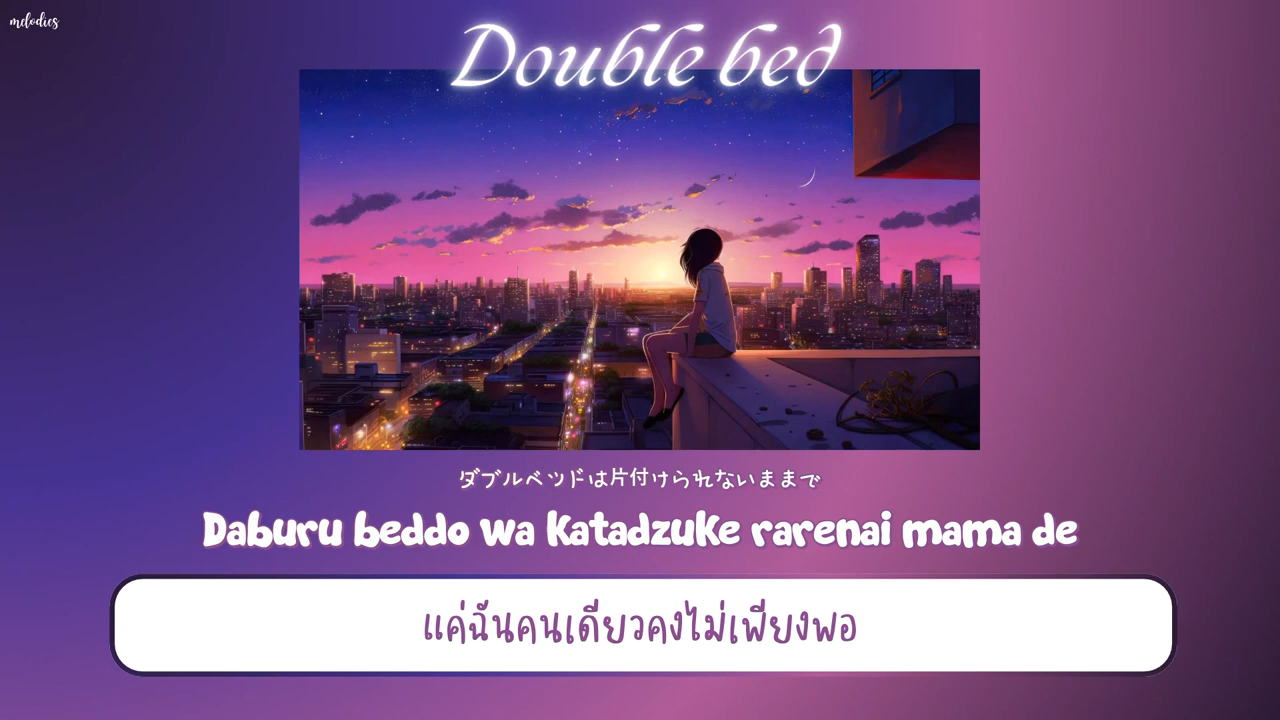 melodies
Double bed
ダブルベッドは片付けられないままで
Daburu beddo wa katadzuke rarenai mama de
แค่ฉันคนเดียวคงไม่เพียงพอ